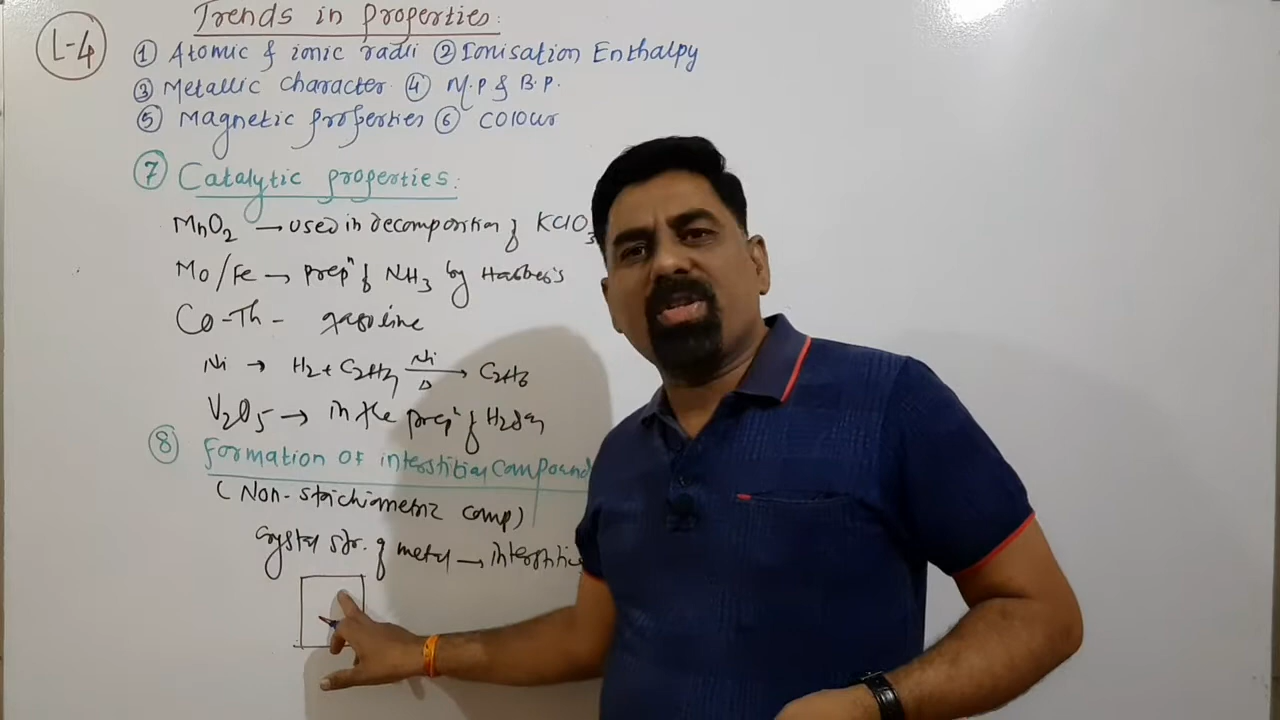 Trends in properties:
L-4
① Atomic & ionic radii ② Ionisation Enthalpy
③ Metallic character ④ M.P & B.P.
⑤ Magnetic properties ⑥ Colour
⑦ Catalytic properties:
MnO2 → used in decomposition of KClO3
Mo/Fe → prepⁿ of NH3 by Haber's
Co-Th - gasoline
Ni → H2 + C2H4 Ni Δ → C2H6
V2O5 → in the prepⁿ of H2SO4
⑧ Formation of interstitial compound
(Non-stoichiometric comp)
crystal str. of metal →